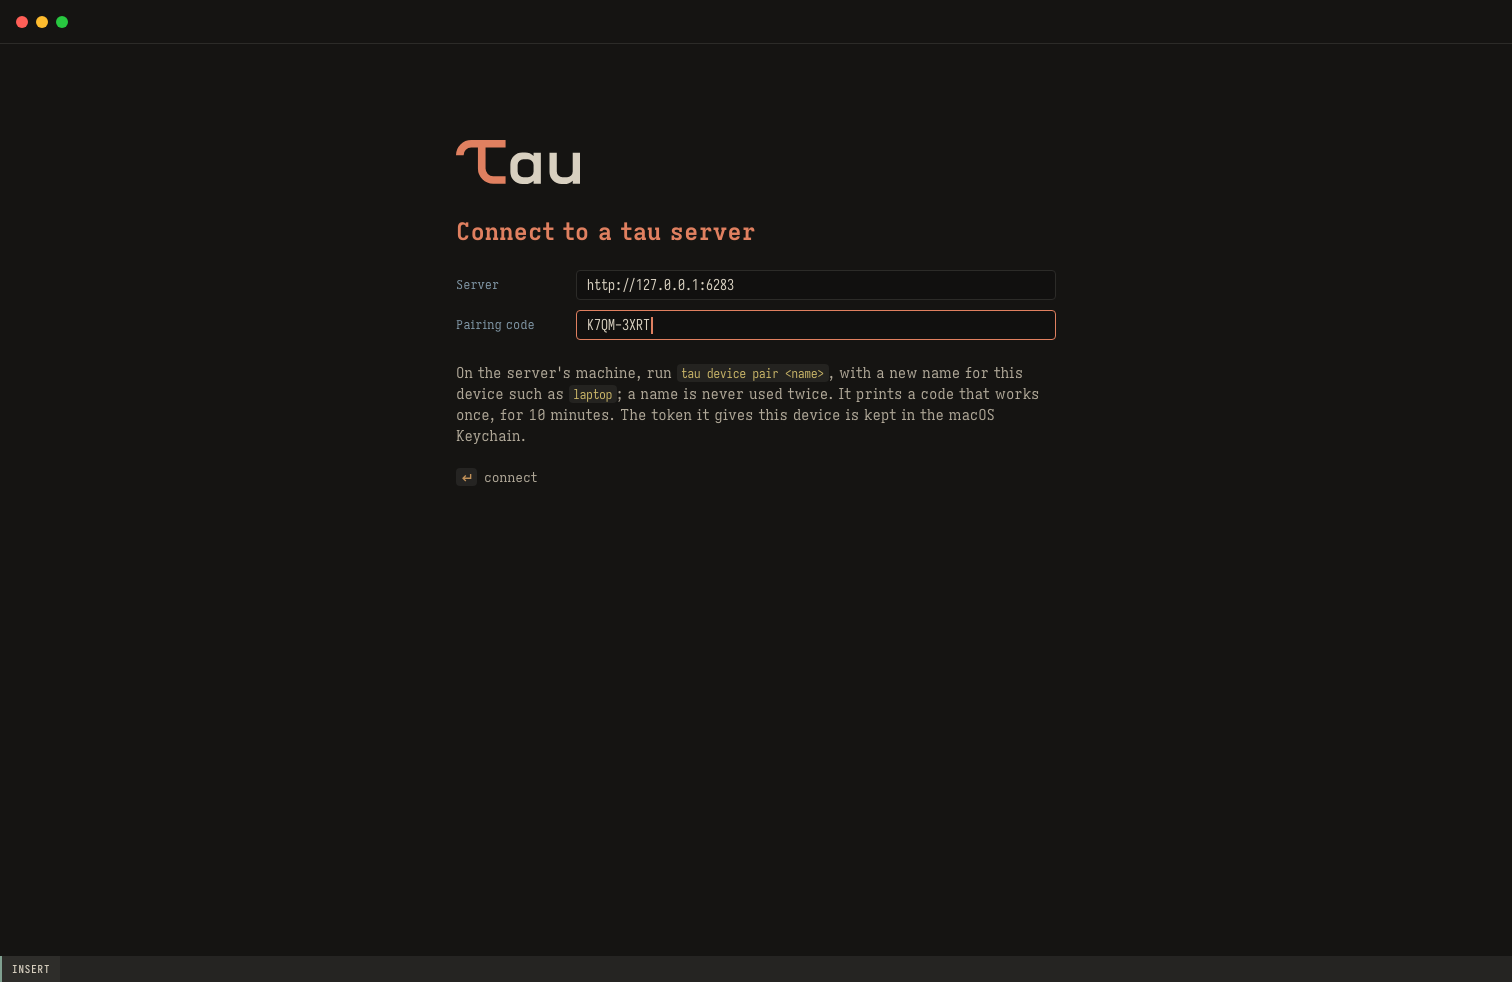 τau
Connect to a tau server
Server
http://127.0.0.1:6283
Pairing code
K7QM-3XRT
On the server's machine, run tau device pair <name>, with a new name for this
device such as laptop; a name is never used twice. It prints a code that works
once, for 10 minutes. The token it gives this device is kept in the macOS
Keychain.
↵ connect
INSERT